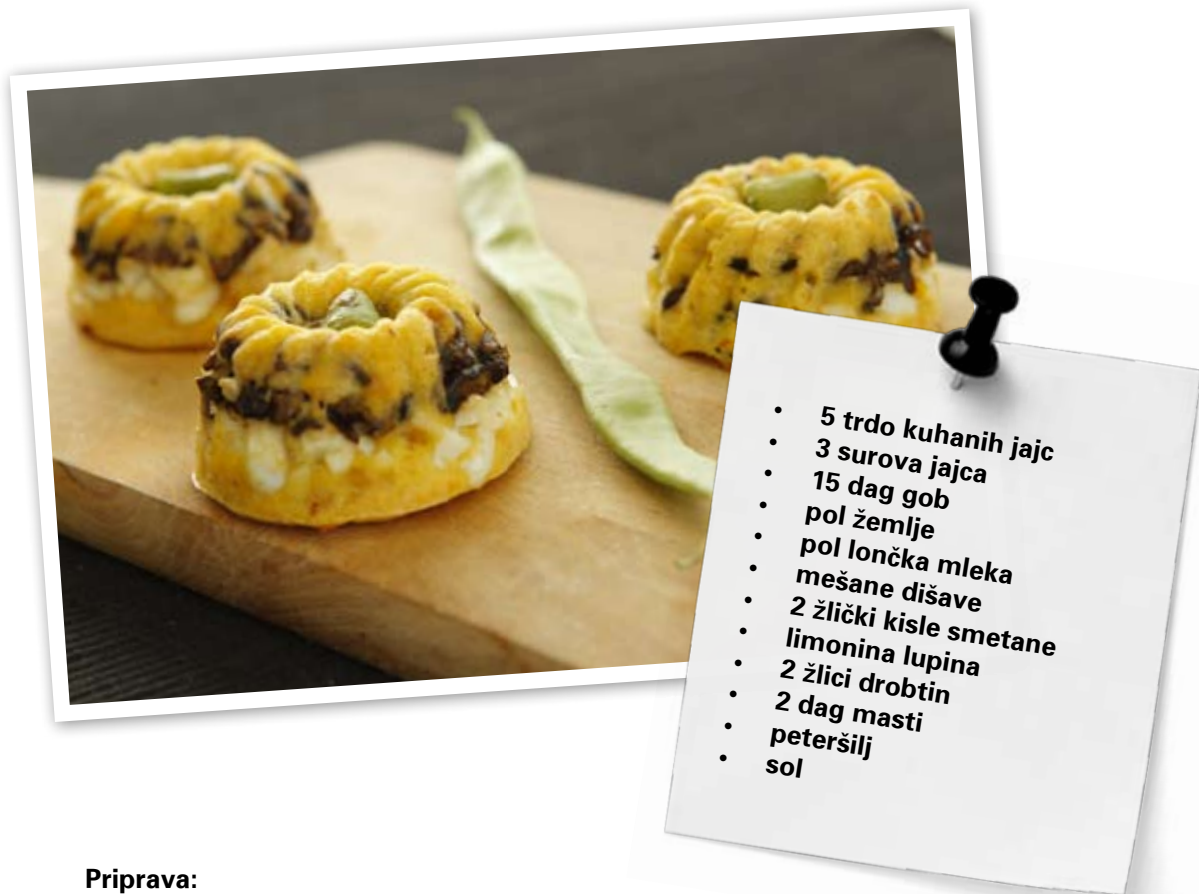 • 5 trdo kuhanih jajc
• 3 surova jajca
• 15 dag gob
• pol žemlje
• pol lončka mleka
• mešane dišave
• 2 žlički kisle smetane
• limonina lupina
• 2 žlici drobtin
• 2 dag masti
• peteršilj
• sol
Priprava: